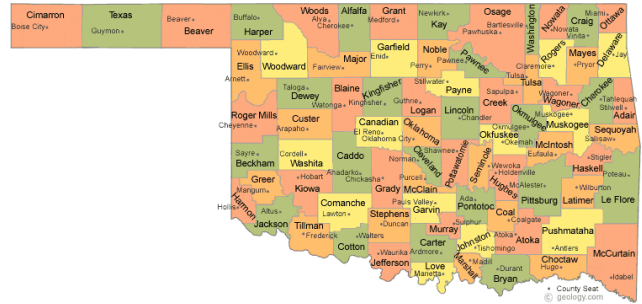 Cimarron
Boise City
Texas
Guymon
Beaver
Beaver
Buffalo
Harper
Woods
Alva
Cherokee
Alfalfa
Grant
Medford
Newkirk
Kay
Osage
Bartlesville
Pawhuska
Washington
Nowata
Nowata
Craig
Vinita
Miami
Ottawa
Woodward
Ellis
Arnett
Woodward
Fairview
Major
Garfield
Enid
Noble
Perry
Pawnee
Pawnee
Claremore
Rogers
Mayes
Pryor
Delaware
Jay
Taloga
Dewey
Watonga
Blaine
Kingfisher
Kingfisher
Guthrie
Logan
Stillwater
Payne
Sapulpa
Creek
Tulsa
Tulsa
Wagoner
Wagoner
Cherokee
Tahlequah
Stilwell
Adair
Roger Mills
Cheyenne
Custer
Arapaho
Canadian
El Reno
Oklahoma City
Oklahoma
Lincoln
Chandler
Okmulgee
Okmulgee
Okfuskee
Okemah
Muskogee
Muskogee
McIntosh
Eufaula
Sequoyah
Sallisaw
Sayre
Beckham
Cordell
Washita
Caddo
Anadarko
Norman
Cleveland
Shawnee
Pottawatomie
Seminole
Wewoka
Holdenville
Hughes
Stigler
Haskell
Poteau
Le Flore
Greer
Mangum
Hobart
Kiowa
Chickasha
Grady
Purcell
McClain
Pauls Valley
Garvin
Ada
Pontotoc
McAlester
Pittsburg
Wilburton
Latimer
Hollis
Harmon
Altus
Jackson
Tillman
Frederick
Comanche
Lawton
Stephens
Duncan
Murray
Sulphur
Coal
Coalgate
Pushmataha
Antlers
Cotton
Walters
Waurika
Jefferson
Carter
Ardmore
Johnston
Tishomingo
Atoka
Atoka
McCurtain
Idabel
Love
Marietta
Marshall
Madill
Durant
Bryan
Choctaw
Hugo
County Seat
© geology.com